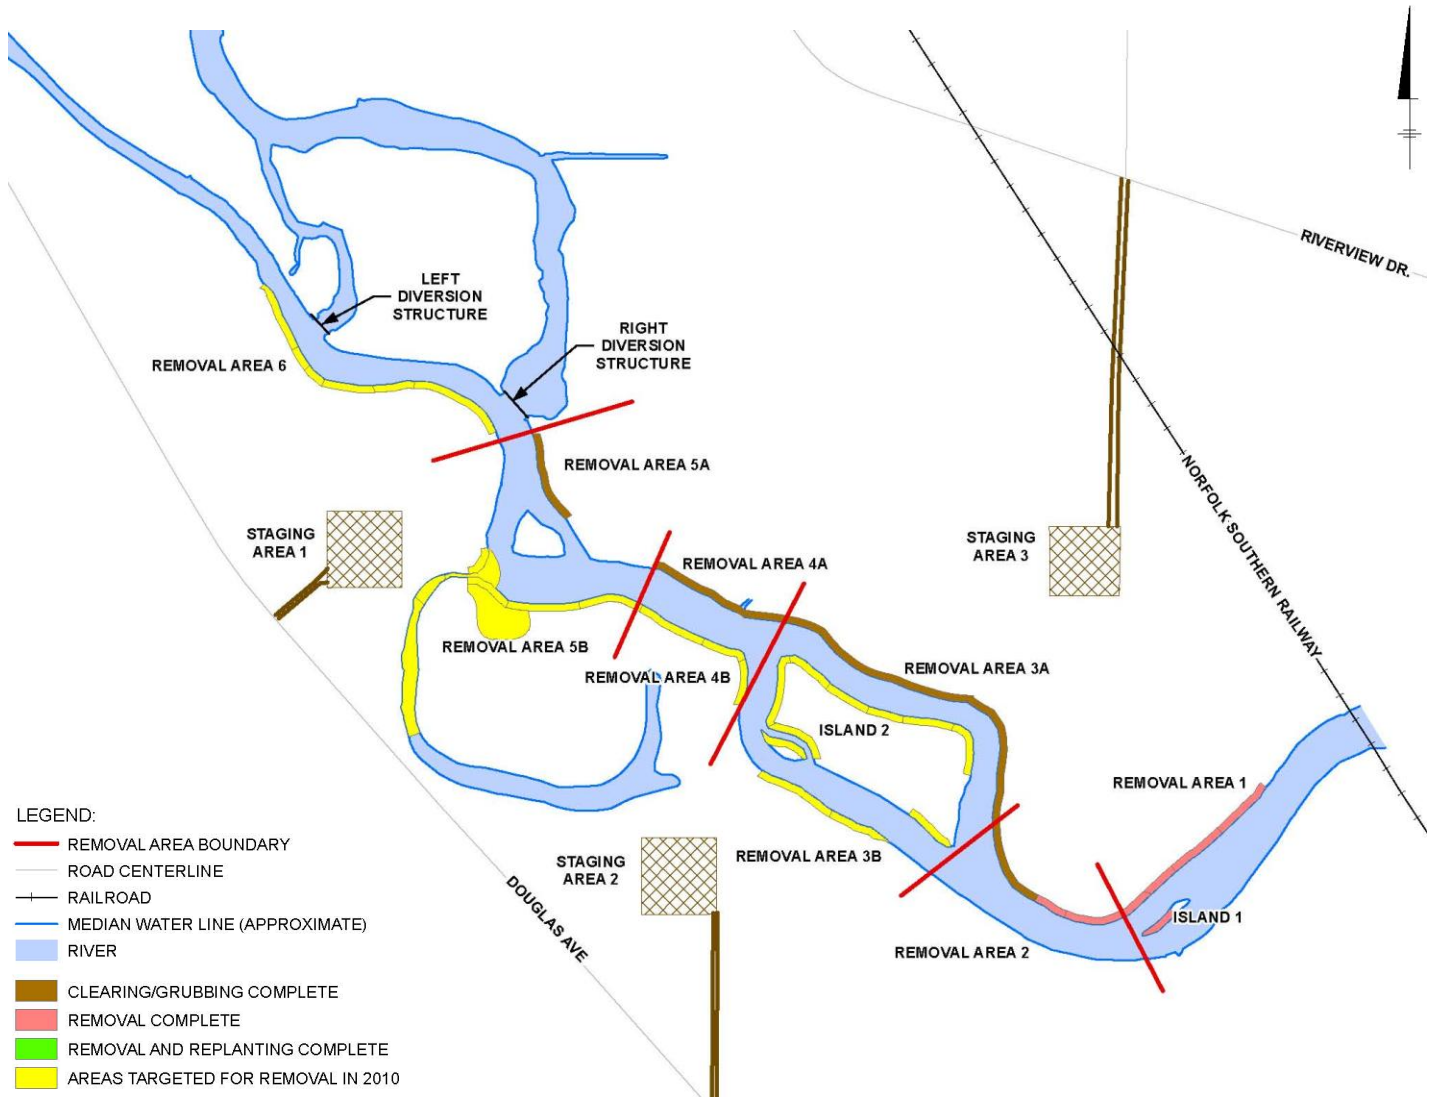 RIVERVIEW DR.
LEFT
DIVERSION
STRUCTURE
RIGHT
DIVERSION
STRUCTURE
REMOVAL AREA 6
REMOVAL AREA 5A
NORFOLK SOUTHERN RAILWAY
STAGING
AREA 1
STAGING
AREA 3
REMOVAL AREA 4A
REMOVAL AREA 5B
REMOVAL AREA 4B
REMOVAL AREA 3A
ISLAND 2
REMOVAL AREA 1
REMOVAL AREA 3B
STAGING
AREA 2
DOUGLAS AVE
ISLAND 1
REMOVAL AREA 2
LEGEND:
REMOVAL AREA BOUNDARY
ROAD CENTERLINE
RAILROAD
MEDIAN WATER LINE (APPROXIMATE)
RIVER
CLEARING/GRUBBING COMPLETE
REMOVAL COMPLETE
REMOVAL AND REPLANTING COMPLETE
AREAS TARGETED FOR REMOVAL IN 2010